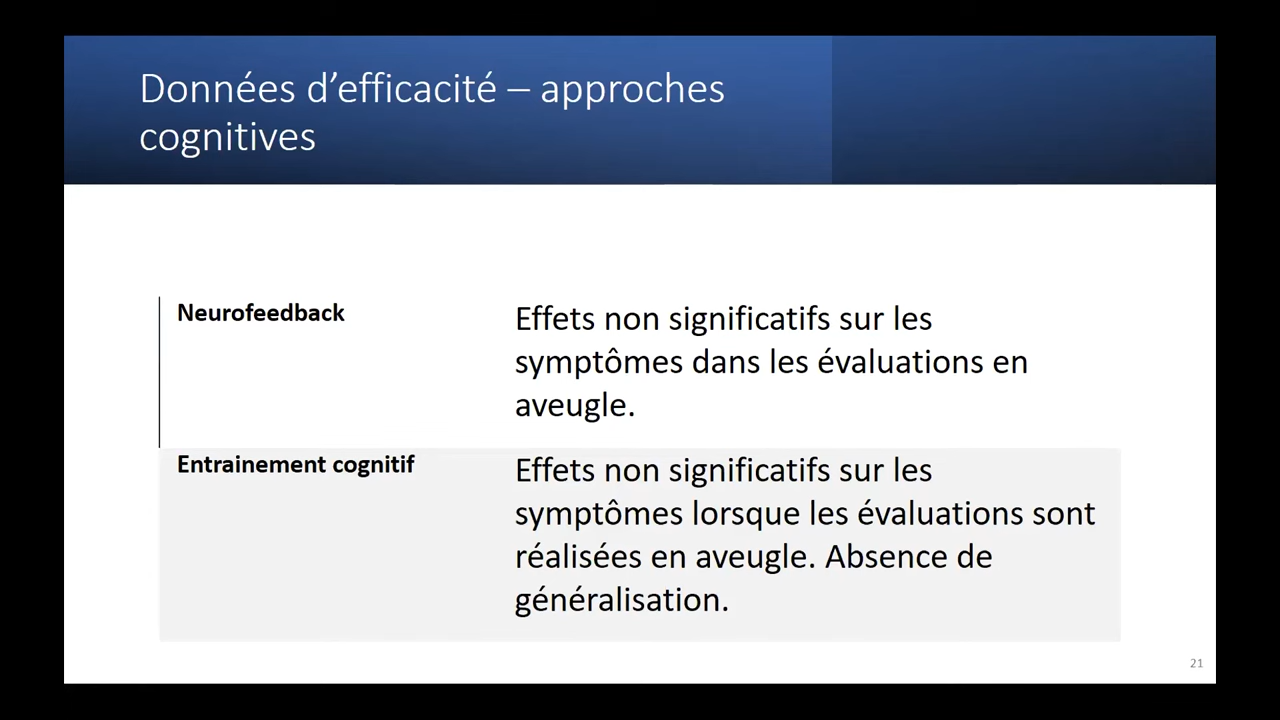 Données d’efficacité – approches
cognitives
Neurofeedback
Effets non significatifs sur les
symptômes dans les évaluations en
aveugle.
Entrainement cognitif
Effets non significatifs sur les
symptômes lorsque les évaluations sont
réalisées en aveugle. Absence de
généralisation.
21